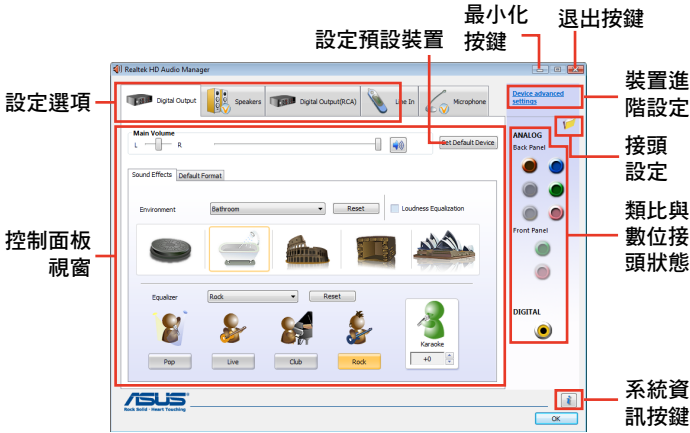 最小化
按鍵
退出按鍵
設定預設裝置
Realtek HD Audio Manager
設定選項
Digital Output
Speakers
Digital Output(RCA)
Line In
Microphone
Device advanced
settings
裝置進
階設定
Main Volume
L
R
Set Default Device
ANALOG
Back Panel
接頭
設定
Sound Effects
Default Format
Environment
Bathroom
Reset
Loudness Equalization
類比與
數位接
頭狀態
控制面板
視窗
Front Panel
Equalizer
Rock
Reset
DIGITAL
Karaoke
Pop
Live
Club
Rock
+0
ASUS
Rock Solid · Heart Touching
系統資
訊按鍵
OK